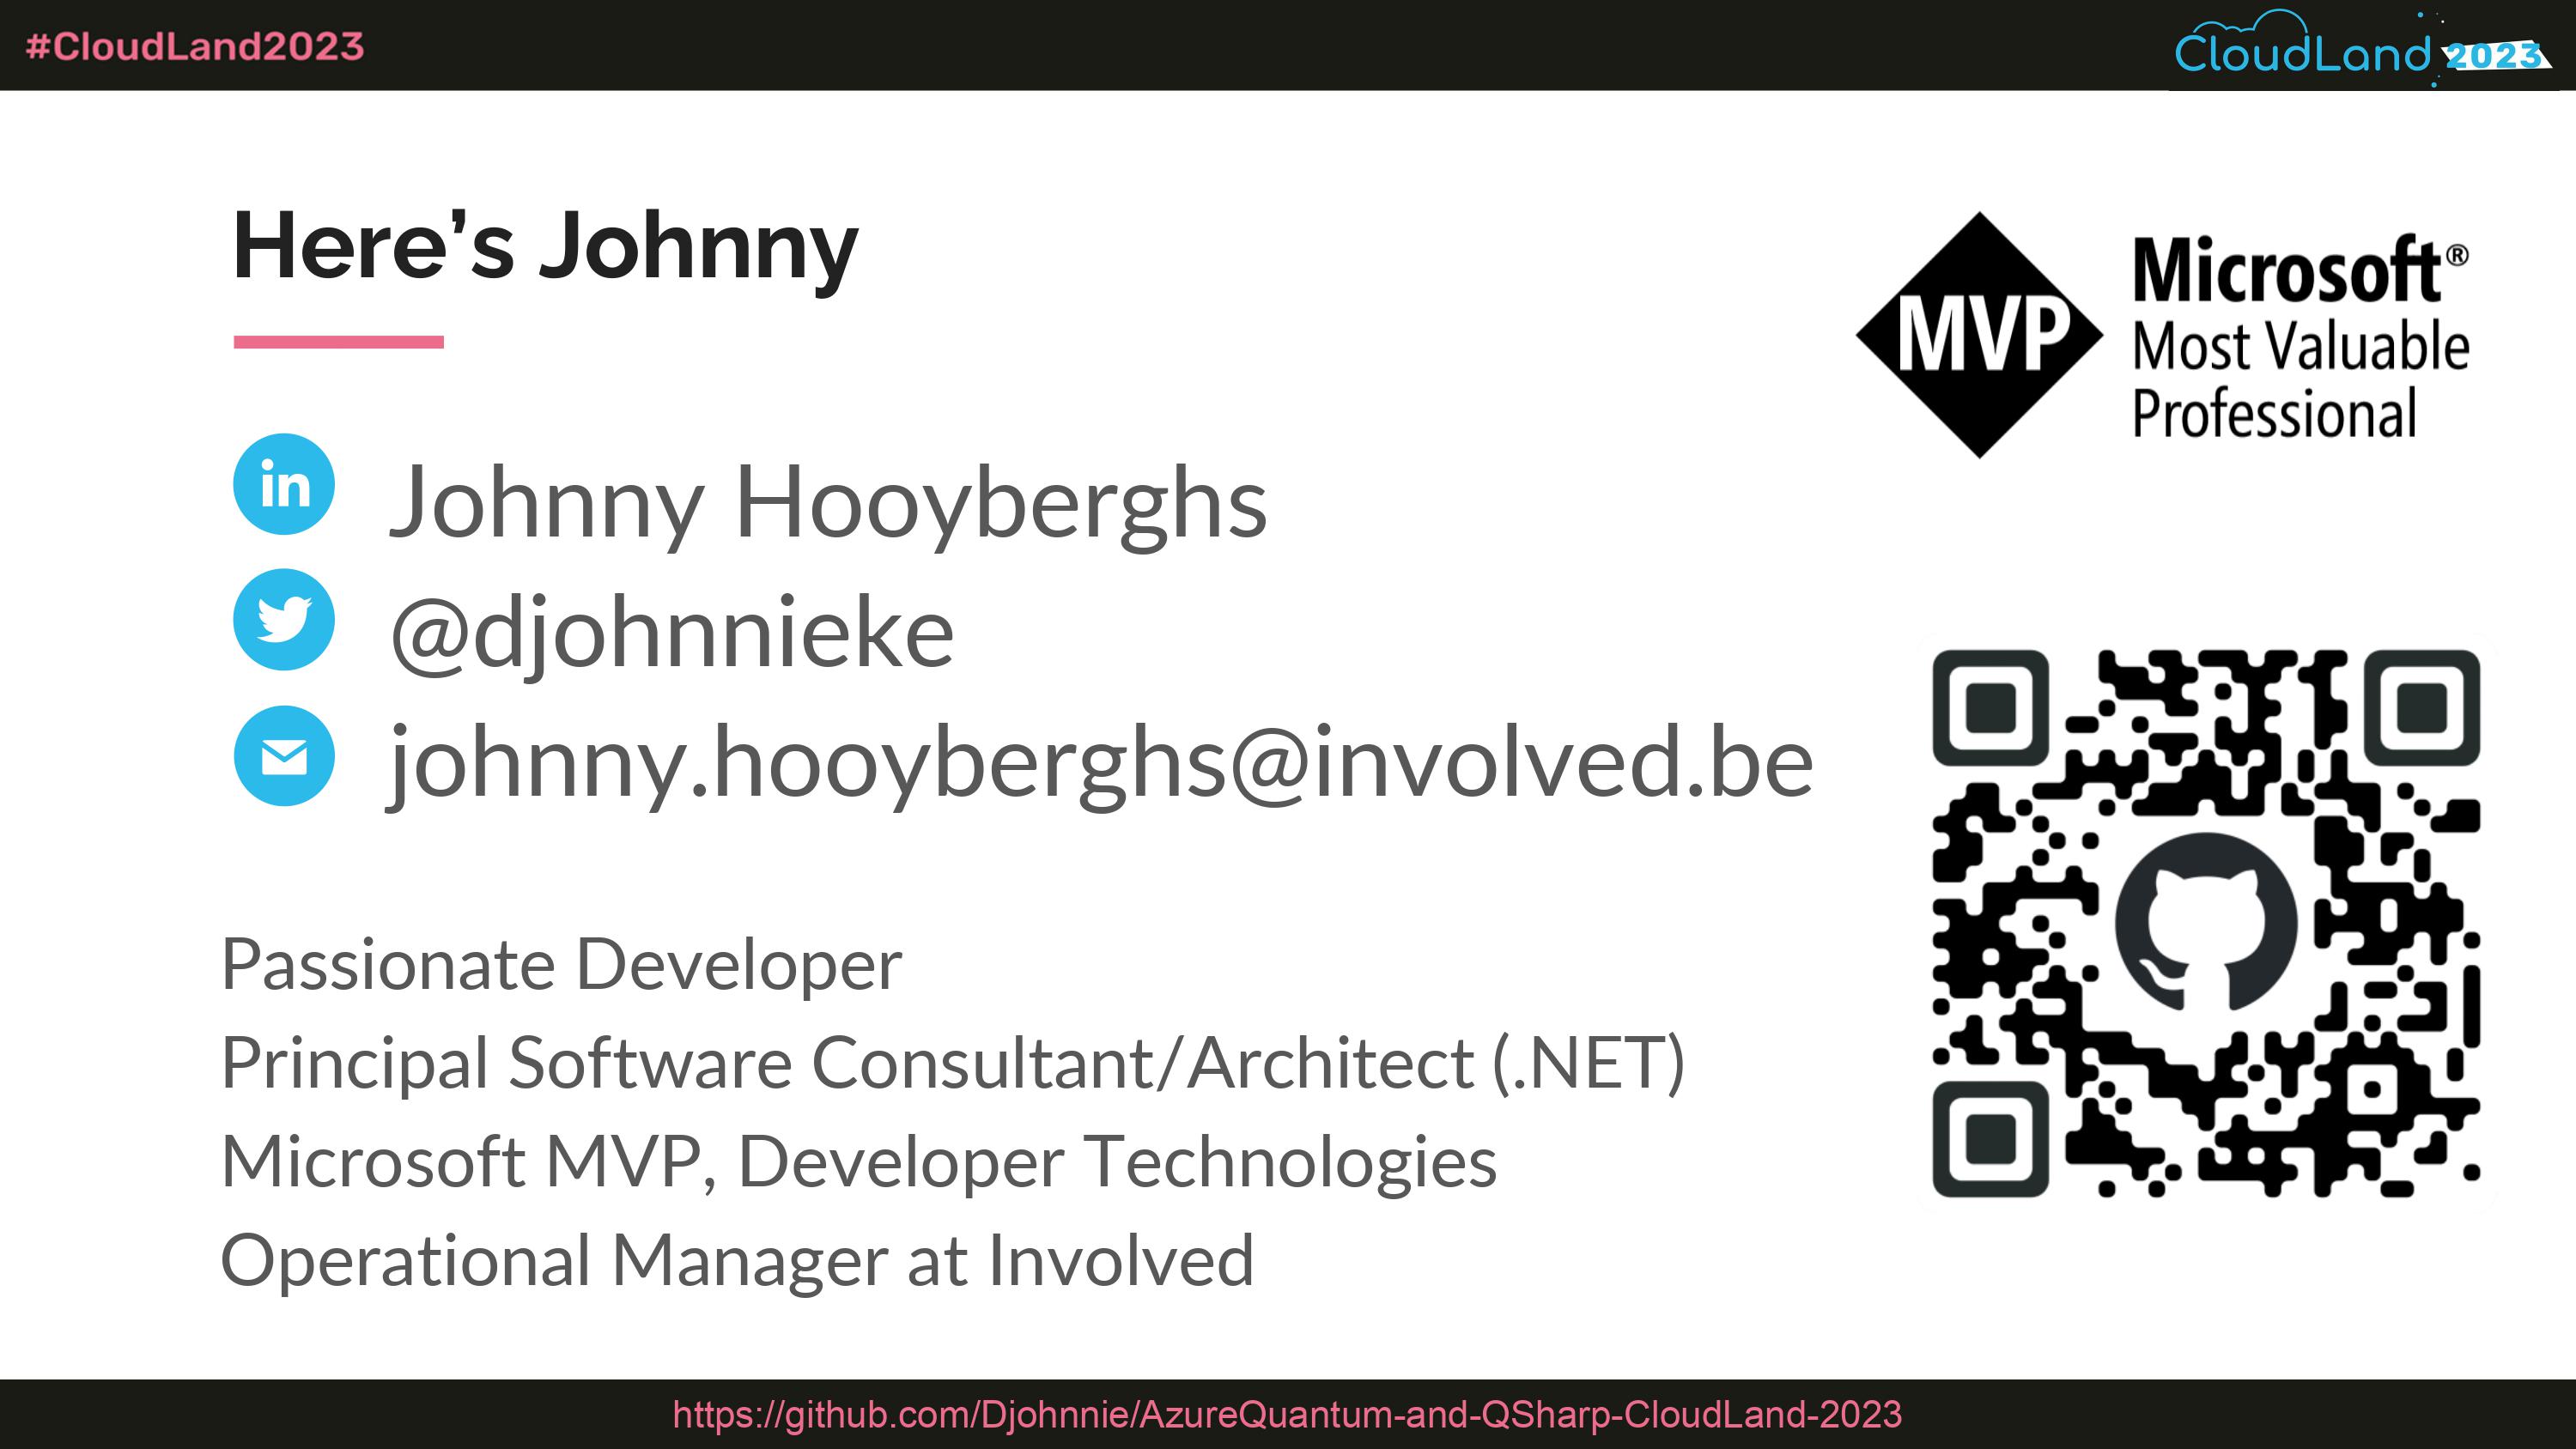 #CloudLand2023
CloudLand 2023
Here’s Johnny
MVP
Microsoft®
Most Valuable
Professional
in
Johnny Hooyberghs
@djohnnieke
johnny.hooyberghs@involved.be
Passionate Developer
Principal Software Consultant/Architect (.NET)
Microsoft MVP, Developer Technologies
Operational Manager at Involved
https://github.com/Djohnnie/AzureQuantum-and-QSharp-CloudLand-2023